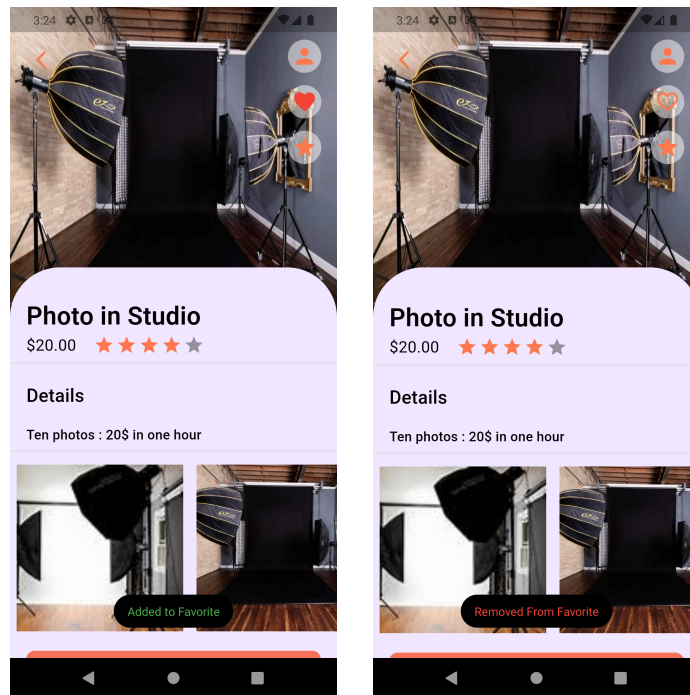 3:24
Photo in Studio
$20.00
Details
Ten photos : 20$ in one hour
Added to Favorite
3:24
Photo in Studio
$20.00
Details
Ten photos : 20$ in one hour
Removed From Favorite